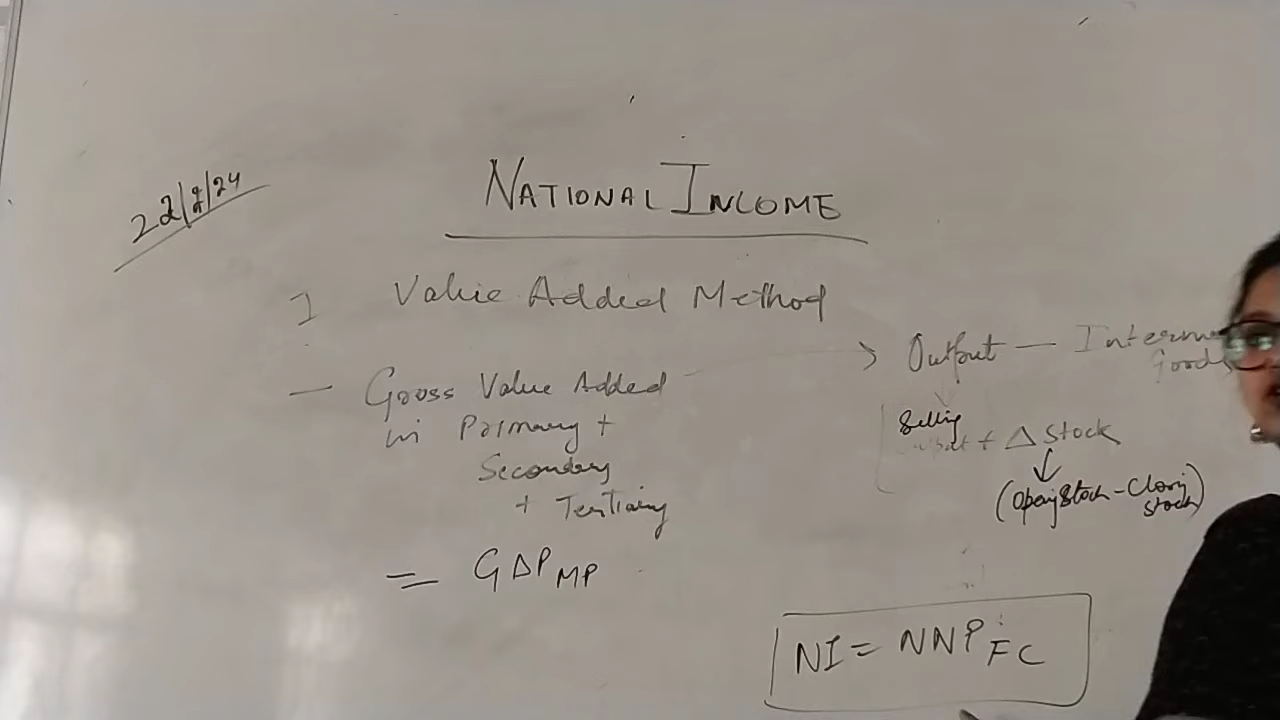 22/2/24
NATIONAL INCOME
I Value Added Method
— Gross Value Added
in Primary +
Secondary
+ Tertiary
= GDP MP
> Output — Interm
Goods
Selling
+ Δ Stock
(Opening Stock - Closing
Stock)
NI = NNP FC